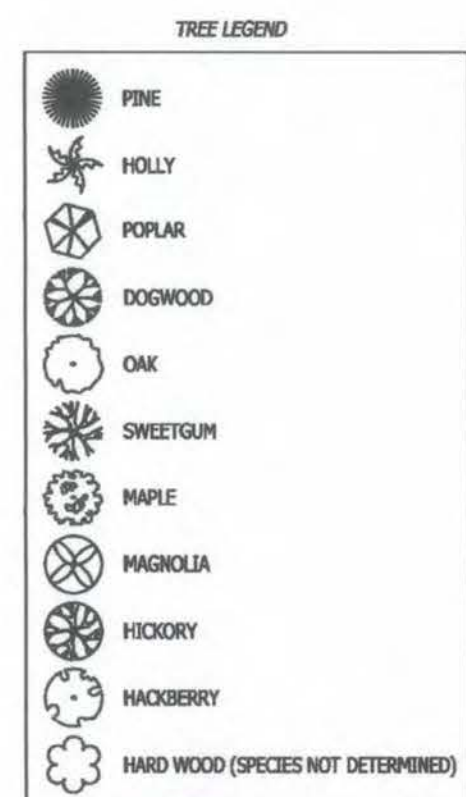 TREE LEGEND
PINE
HOLLY
POPLAR
DOGWOOD
OAK
SWEETGUM
MAPLE
MAGNOLIA
HICKORY
HACKBERRY
HARD WOOD (SPECIES NOT DETERMINED)